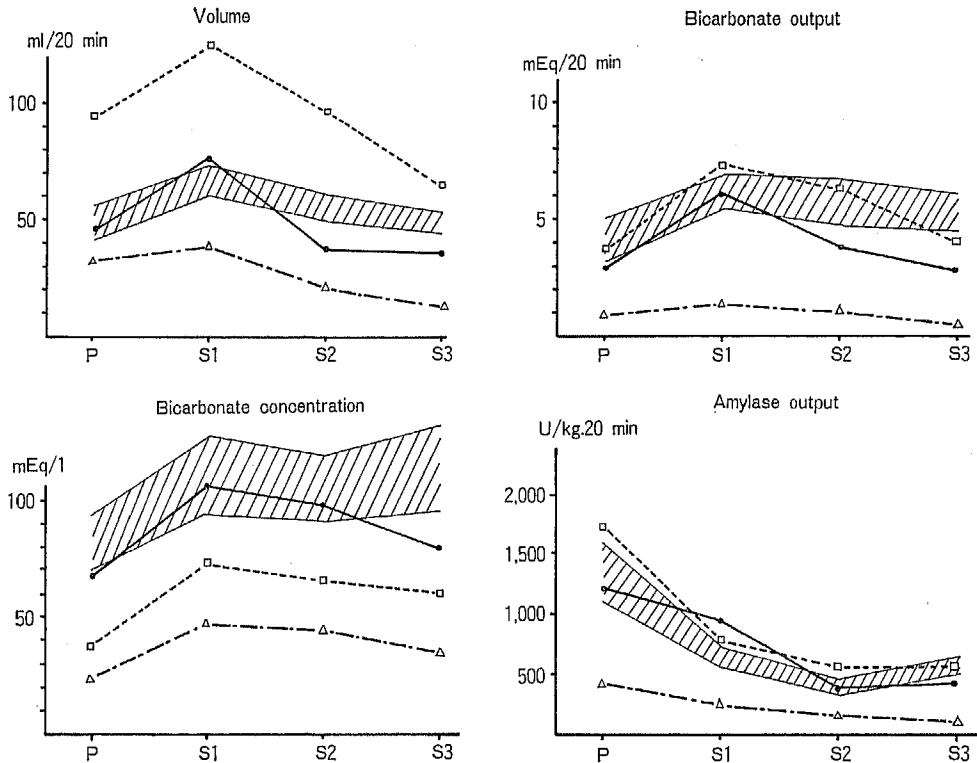 Volume
ml/20 min
100
50
P S1 S2 S3
Bicarbonate output
mEq/20 min
10
5
P S1 S2 S3
Bicarbonate concentration
mEq/1
100
50
P S1 S2 S3
Amylase output
U/kg.20 min
2,000
1,500
1,000
500
P S1 S2 S3